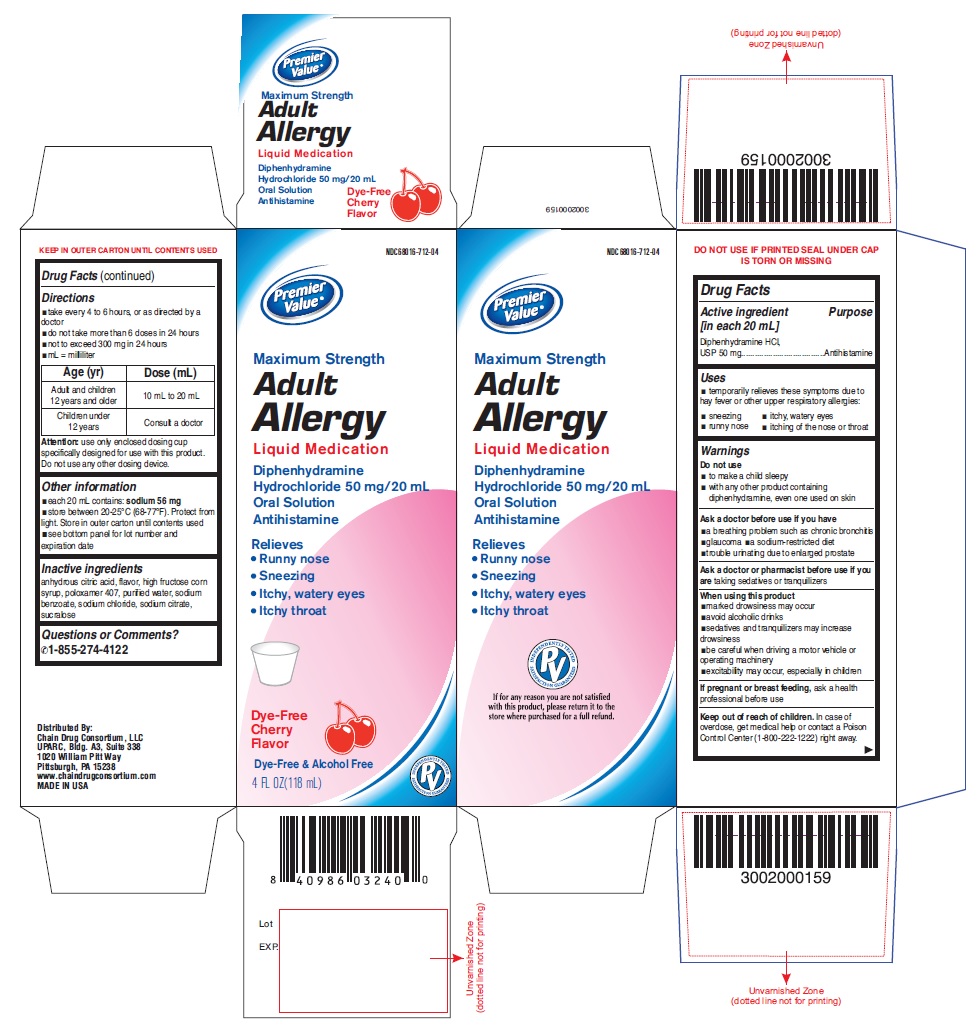 Premier
Value
Maximum Strength
Adult
Allergy
Liquid Medication
Diphenhydramine
Hydrochloride 50 mg/20 mL
Oral Solution
Antihistamine
Dye-Free
Cherry
Flavor
3002000159
Unvarnished Zone
(dotted line not for printing)
3002000159
KEEP IN OUTER CARTON UNTIL CONTENTS USED
Drug Facts (continued)
Directions
■ take every 4 to 6 hours, or as directed by a
doctor
■ do not take more than 6 doses in 24 hours
■ not to exceed 300 mg in 24 hours
■ mL = milliliter
Age (yr) Dose (mL)
Adult and children
12 years and older
10 mL to 20 mL
Children under
12 years
Consult a doctor
Attention: use only enclosed dosing cup
specifically designed for use with this product.
Do not use any other dosing device.
Other information
■ each 20 mL contains: sodium 56 mg
■ store between 20-25°C (68-77°F). Protect from
light. Store in outer carton until contents used
■ see bottom panel for lot number and
expiration date
Inactive ingredients
anhydrous citric acid, flavor, high fructose corn
syrup, poloxamer 407, purified water, sodium
benzoate, sodium chloride, sodium citrate,
sucralose
Questions or Comments?
✆1-855-274-4122
Distributed By:
Chain Drug Consortium, LLC
UPARC, Bldg. A3, Suite 338
1020 William Pitt Way
Pittsburgh, PA 15238
www.chaindrugconsortium.com
MADE IN USA
NDC 68016-712-04
Premier
Value
Maximum Strength
Adult
Allergy
Liquid Medication
Diphenhydramine
Hydrochloride 50 mg/20 mL
Oral Solution
Antihistamine
Relieves
• Runny nose
• Sneezing
• Itchy, watery eyes
• Itchy throat
Dye-Free
Cherry
Flavor
Dye-Free & Alcohol Free
4 FL OZ(118 mL)
INDEPENDENTLY TESTED
PV
SATISFACTION GUARANTEED
NDC 68016-712-04
Premier
Value
Maximum Strength
Adult
Allergy
Liquid Medication
Diphenhydramine
Hydrochloride 50 mg/20 mL
Oral Solution
Antihistamine
Relieves
• Runny nose
• Sneezing
• Itchy, watery eyes
• Itchy throat
INDEPENDENTLY TESTED
PV
SATISFACTION GUARANTEED
If for any reason you are not satisfied
with this product, please return it to the
store where purchased for a full refund.
DO NOT USE IF PRINTED SEAL UNDER CAP
IS TORN OR MISSING
Drug Facts
Active ingredient Purpose
[in each 20 mL]
Diphenhydramine HCl,
USP 50 mg....................................Antihistamine
Uses
■ temporarily relieves these symptoms due to
hay fever or other upper respiratory allergies:
■ sneezing ■ itchy, watery eyes
■ runny nose ■ itching of the nose or throat
Warnings
Do not use
■ to make a child sleepy
■ with any other product containing
diphenhydramine, even one used on skin
Ask a doctor before use if you have
■ a breathing problem such as chronic bronchitis
■ glaucoma ■ a sodium-restricted diet
■ trouble urinating due to enlarged prostate
Ask a doctor or pharmacist before use if you
are taking sedatives or tranquilizers
When using this product
■ marked drowsiness may occur
■ avoid alcoholic drinks
■ sedatives and tranquilizers may increase
drowsiness
■ be careful when driving a motor vehicle or
operating machinery
■ excitability may occur, especially in children
If pregnant or breast feeding, ask a health
professional before use
Keep out of reach of children. In case of
overdose, get medical help or contact a Poison
Control Center (1-800-222-1222) right away.
8 40986 03240 0
Lot
EXP.
Unvarnished Zone
(dotted line not for printing)
3002000159
Unvarnished Zone
(dotted line not for printing)